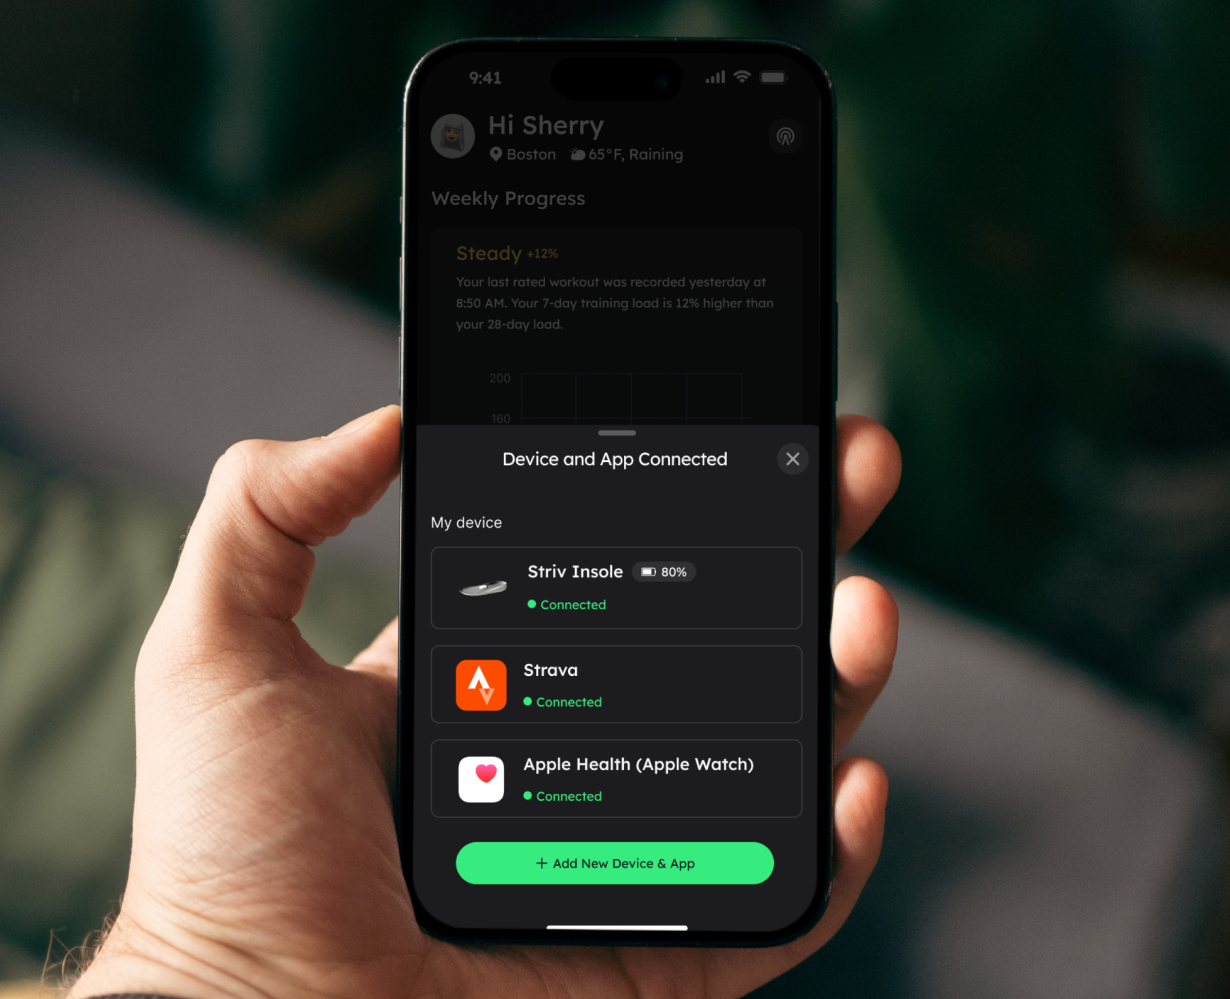 9:41
Hi Sherry
Boston 65°F, Raining
Weekly Progress
Steady +12%
Your last rated workout was recorded yesterday at
8:50 AM. Your 7-day training load is 12% higher than
your 28-day load.
200
160
Device and App Connected
My device
Striv Insole 80%
Connected
Strava
Connected
Apple Health (Apple Watch)
Connected
+ Add New Device & App